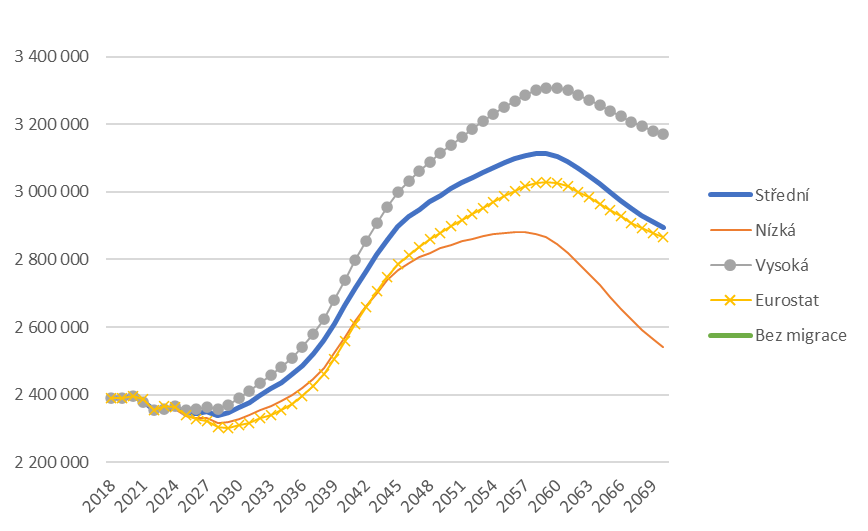 3 400 000
3 200 000
3 000 000
2 800 000
2 600 000
2 400 000
2 200 000
2018
2021
2024
2027
2030
2033
2036
2039
2042
2045
2048
2051
2054
2057
2060
2063
2066
2069
Střední
Nízká
Vysoká
Eurostat
Bez migrace